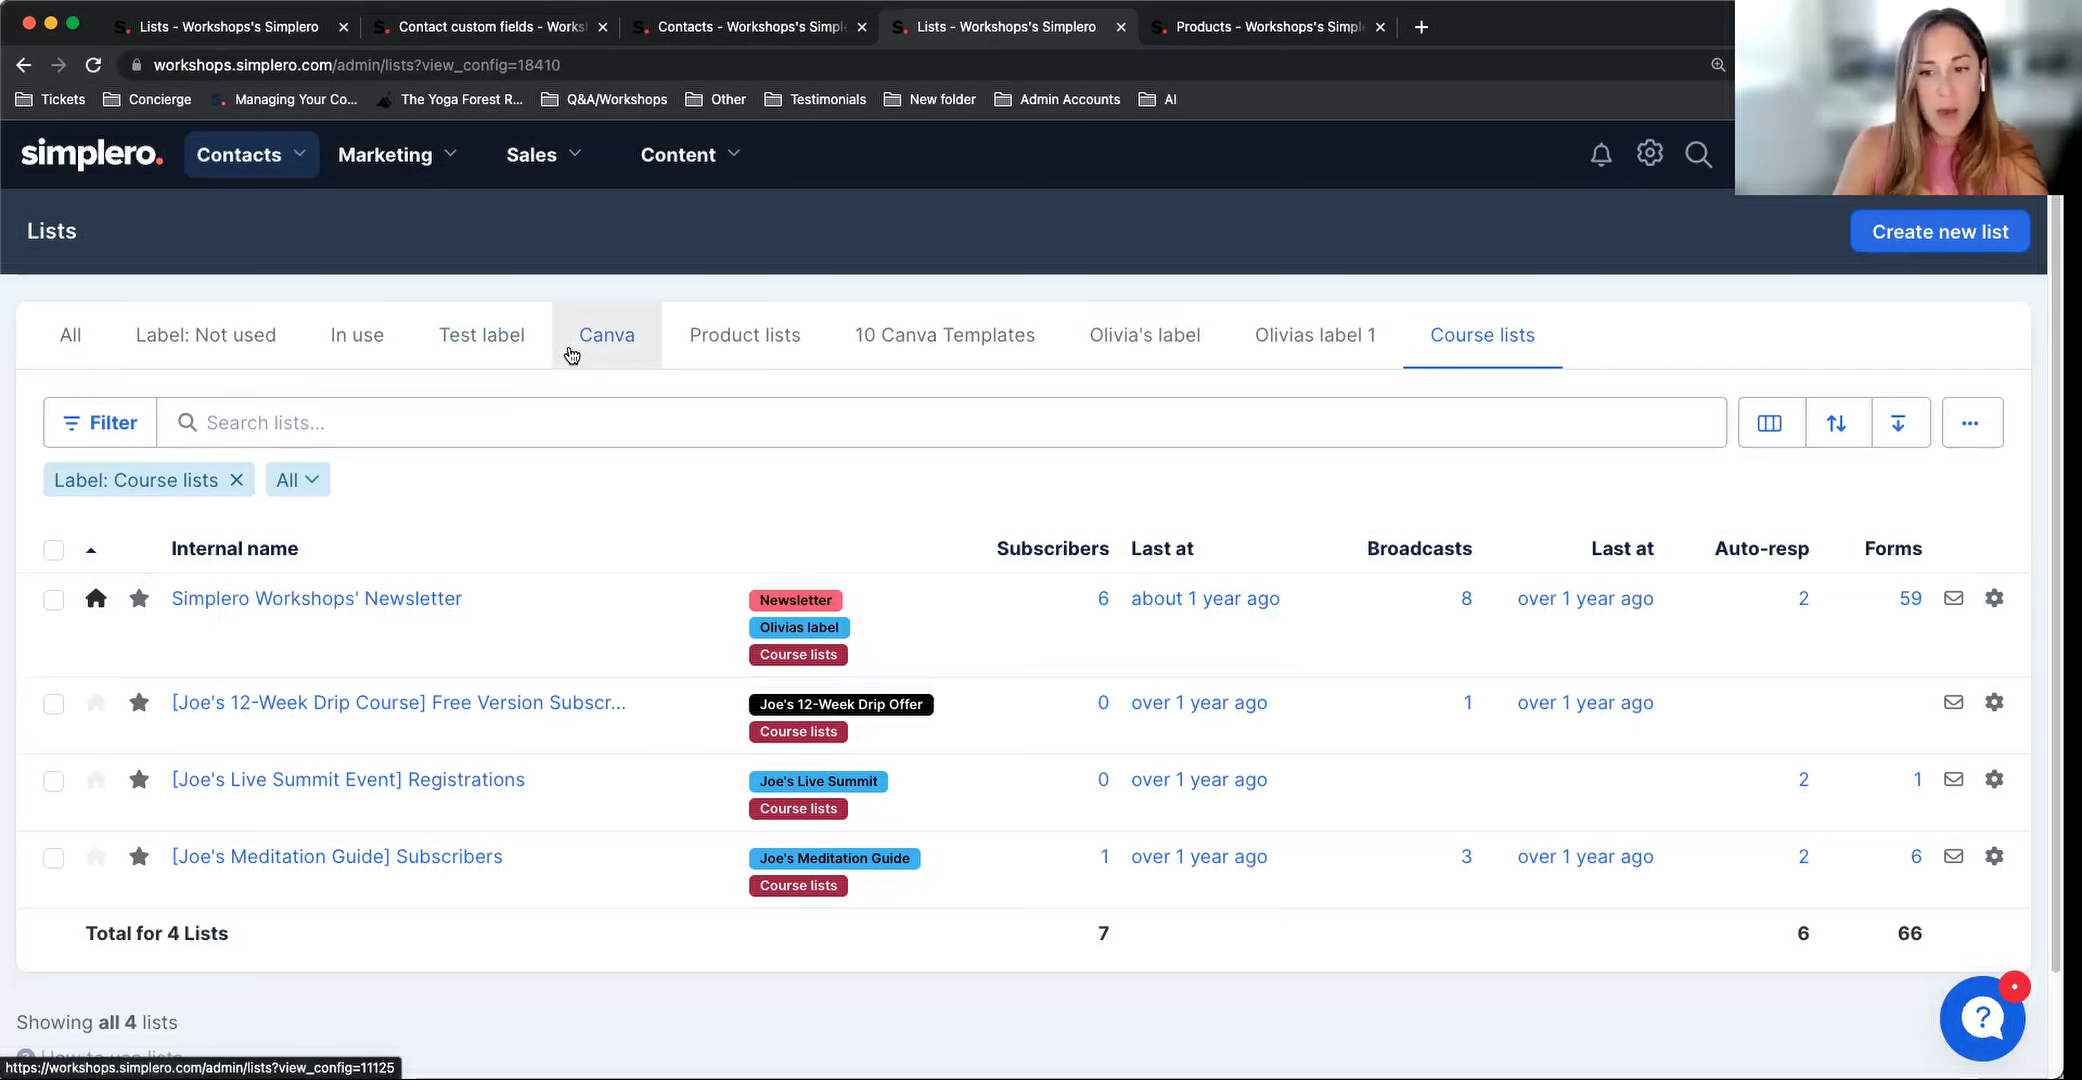 Lists - Workshops's Simplero
Contact custom fields - Works
Contacts - Workshops's Simpl
Lists - Workshops's Simplero
Products - Workshops's Simpl
workshops.simplero.com/admin/lists?view_config=18410
Tickets
Concierge
Managing Your Co...
The Yoga Forest R...
Q&A/Workshops
Other
Testimonials
New folder
Admin Accounts
AI
simplero.
Contacts
Marketing
Sales
Content
Lists
Create new list
All
Label: Not used
In use
Test label
Canva
Product lists
10 Canva Templates
Olivia's label
Olivias label 1
Course lists
Filter
Search lists...
Label: Course lists
All
Internal name Subscribers Last at Broadcasts Last at Auto-resp Forms
Simplero Workshops' Newsletter Newsletter 6 about 1 year ago 8 over 1 year ago 2 59
Olivias label
Course lists
[Joe's 12-Week Drip Course] Free Version Subscr... Joe's 12-Week Drip Offer 0 over 1 year ago 1 over 1 year ago
Course lists
[Joe's Live Summit Event] Registrations Joe's Live Summit 0 over 1 year ago 2 1
Course lists
[Joe's Meditation Guide] Subscribers Joe's Meditation Guide 1 over 1 year ago 3 over 1 year ago 2 6
Course lists
Total for 4 Lists 7 6 66
Showing all 4 lists
How to use lists
https://workshops.simplero.com/admin/lists?view_config=11125